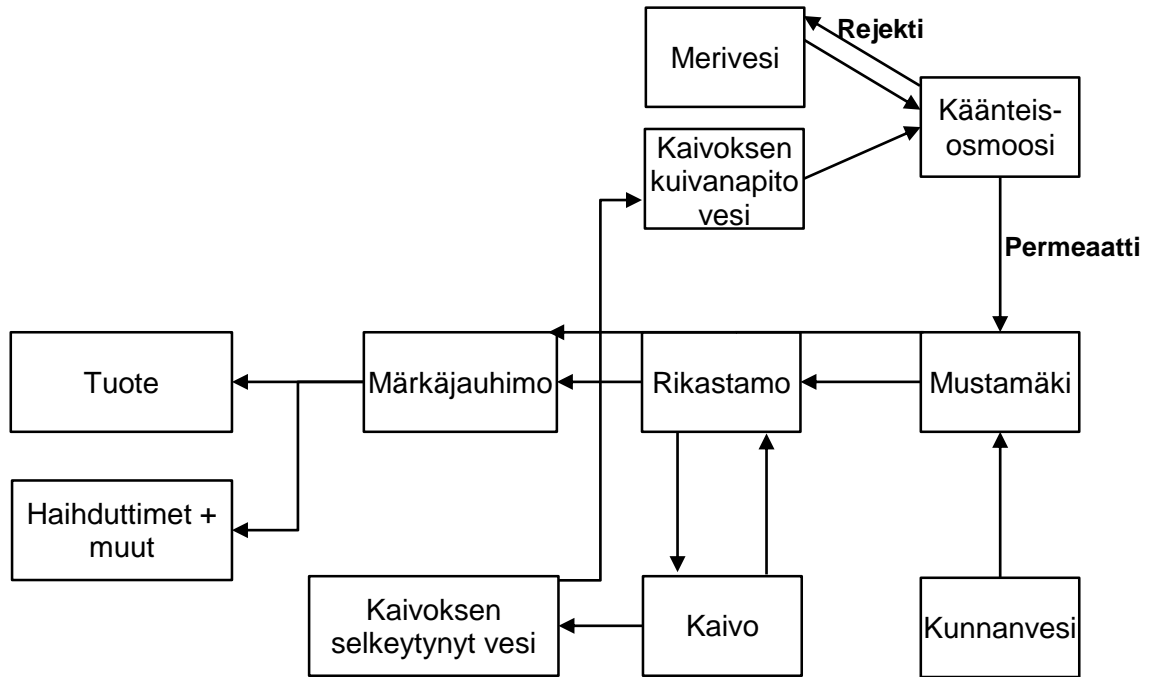 Rejekti
Merivesi
Käänteis-
osmoosi
Kaivoksen
kuivanapito
vesi
Permeaatti
Tuote
Märkäjauhimo
Rikastamo
Mustamäki
Haihduttimet +
muut
Kaivoksen
selkeytynyt vesi
Kaivo
Kunnanvesi